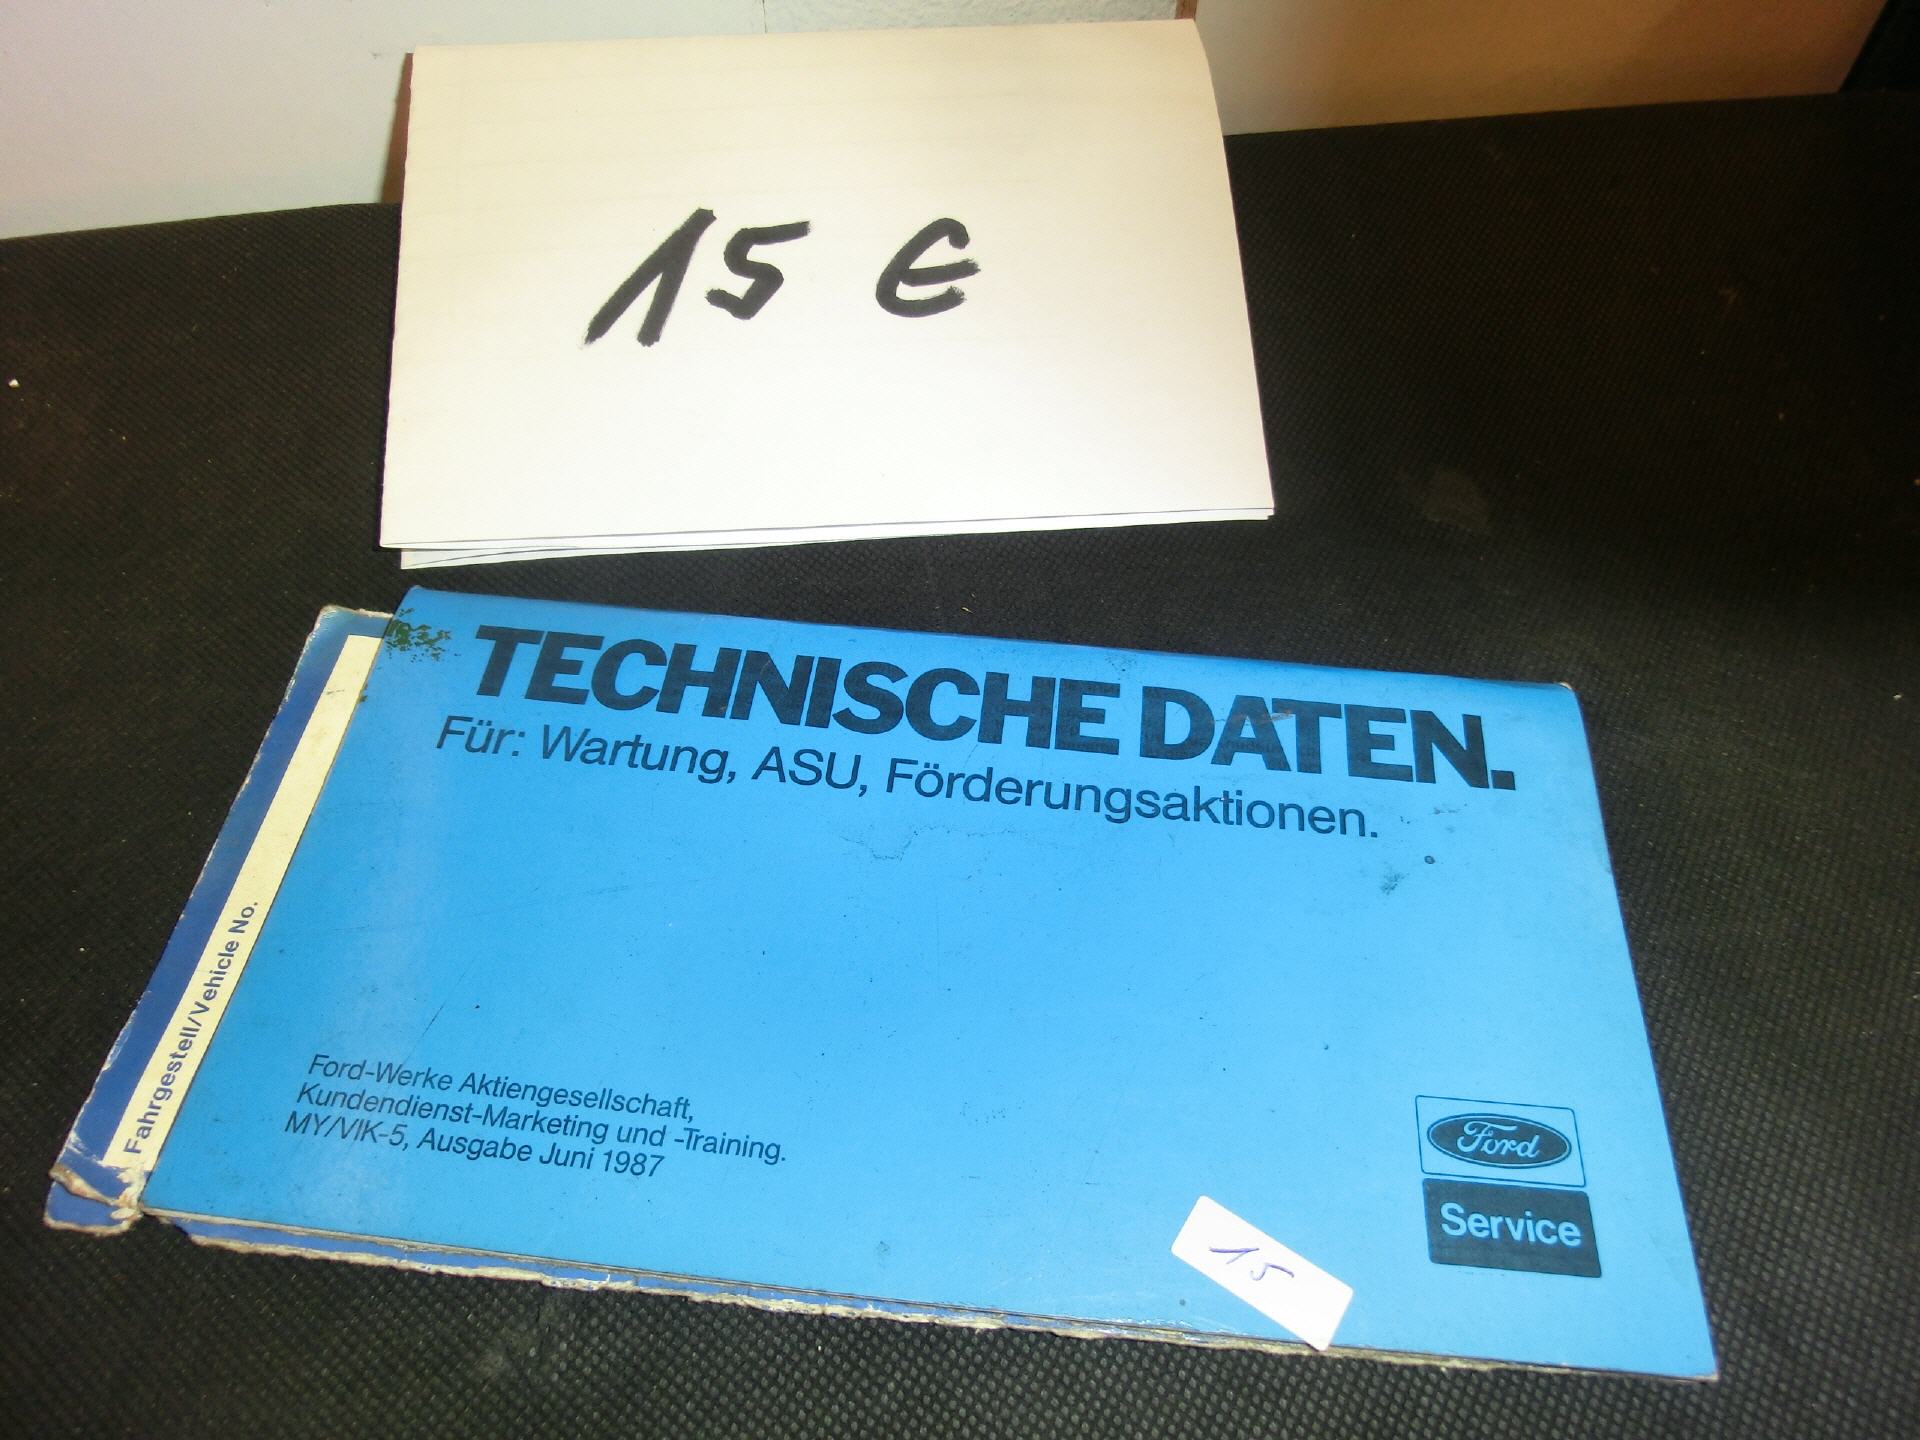 15 €
TECHNISCHE DATEN.
Für: Wartung, ASU, Förderungsaktionen.
Fahrgestell/Vehicle No.
Ford-Werke Aktiengesellschaft,
Kundendienst-Marketing und -Training.
MY/VIK-5, Ausgabe Juni 1987
Ford
Service
15